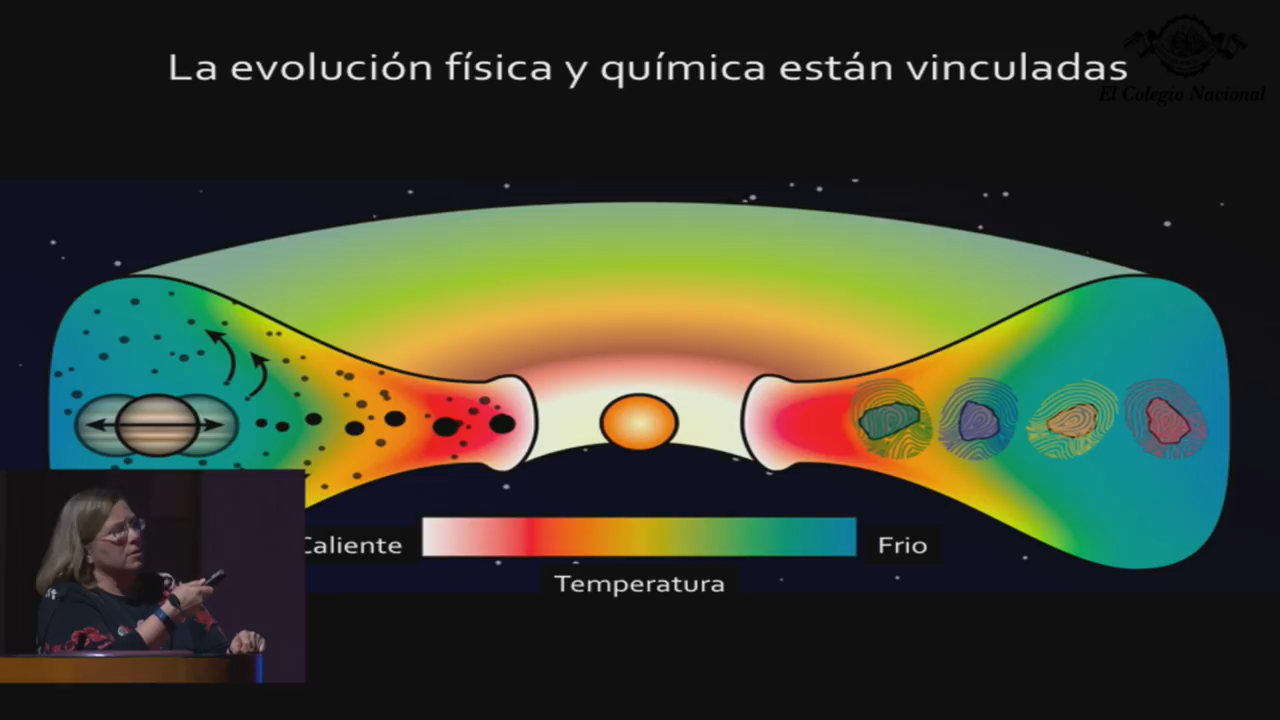 La evolución física y química están vinculadas
El Colegio Nacional
Caliente
Frio
Temperatura